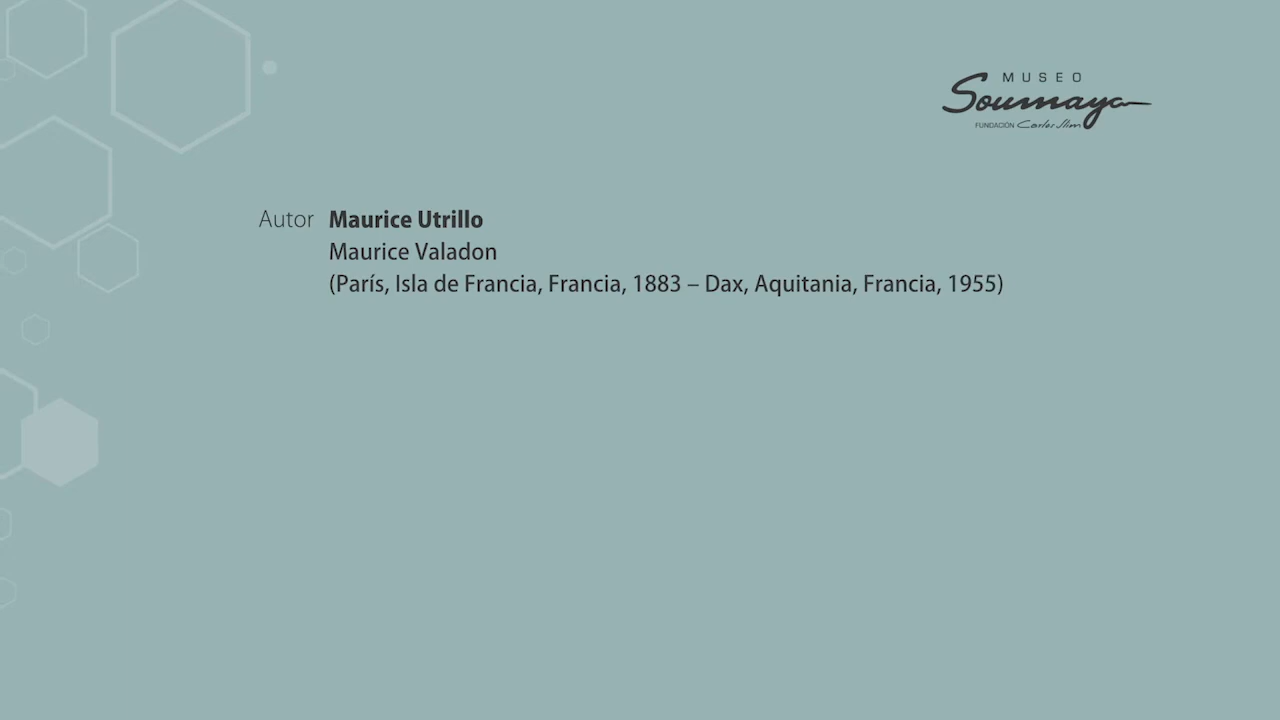 MUSEO
Soumaya
FUNDACIÓN Carlos Slim
Autor Maurice Utrillo
Maurice Valadon
(París, Isla de Francia, Francia, 1883 – Dax, Aquitania, Francia, 1955)